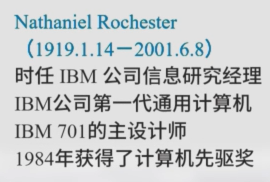 Nathaniel Rochester
（1919.1.14－2001.6.8）
时任 IBM 公司信息研究经理
IBM公司第一代通用计算机
IBM 701的主设计师
1984年获得了计算机先驱奖